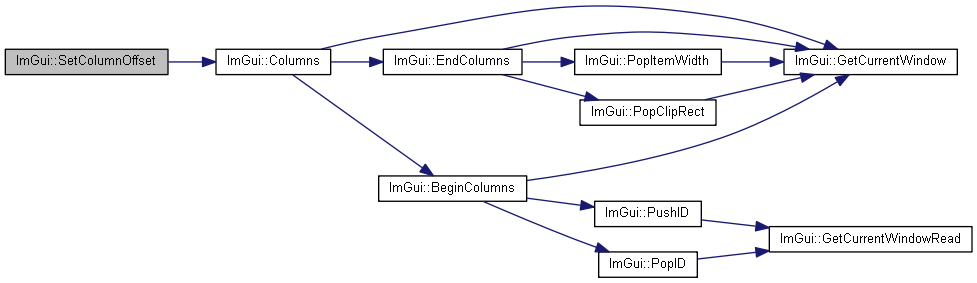 ImGui::SetColumnOffset
ImGui::Columns
ImGui::EndColumns
ImGui::PopItemWidth
ImGui::GetCurrentWindow
ImGui::PopClipRect
ImGui::BeginColumns
ImGui::PushID
ImGui::GetCurrentWindowRead
ImGui::PopID